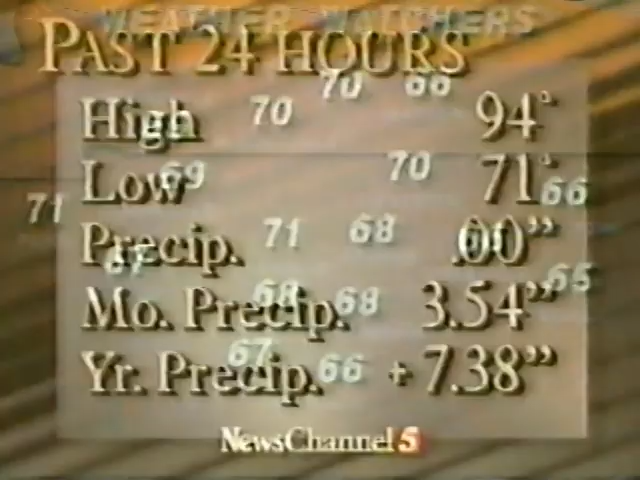 WEATHER WATCHERS
PAST 24 HOURS
70 66
High 70 94°
69 70
Low 71° 66
71
Precip. 71 68 .00”
67 65
Mo. Precip. 68 68 3.54”
67
Yr. Precip. 66 + 7.38”
NewsChannel 5